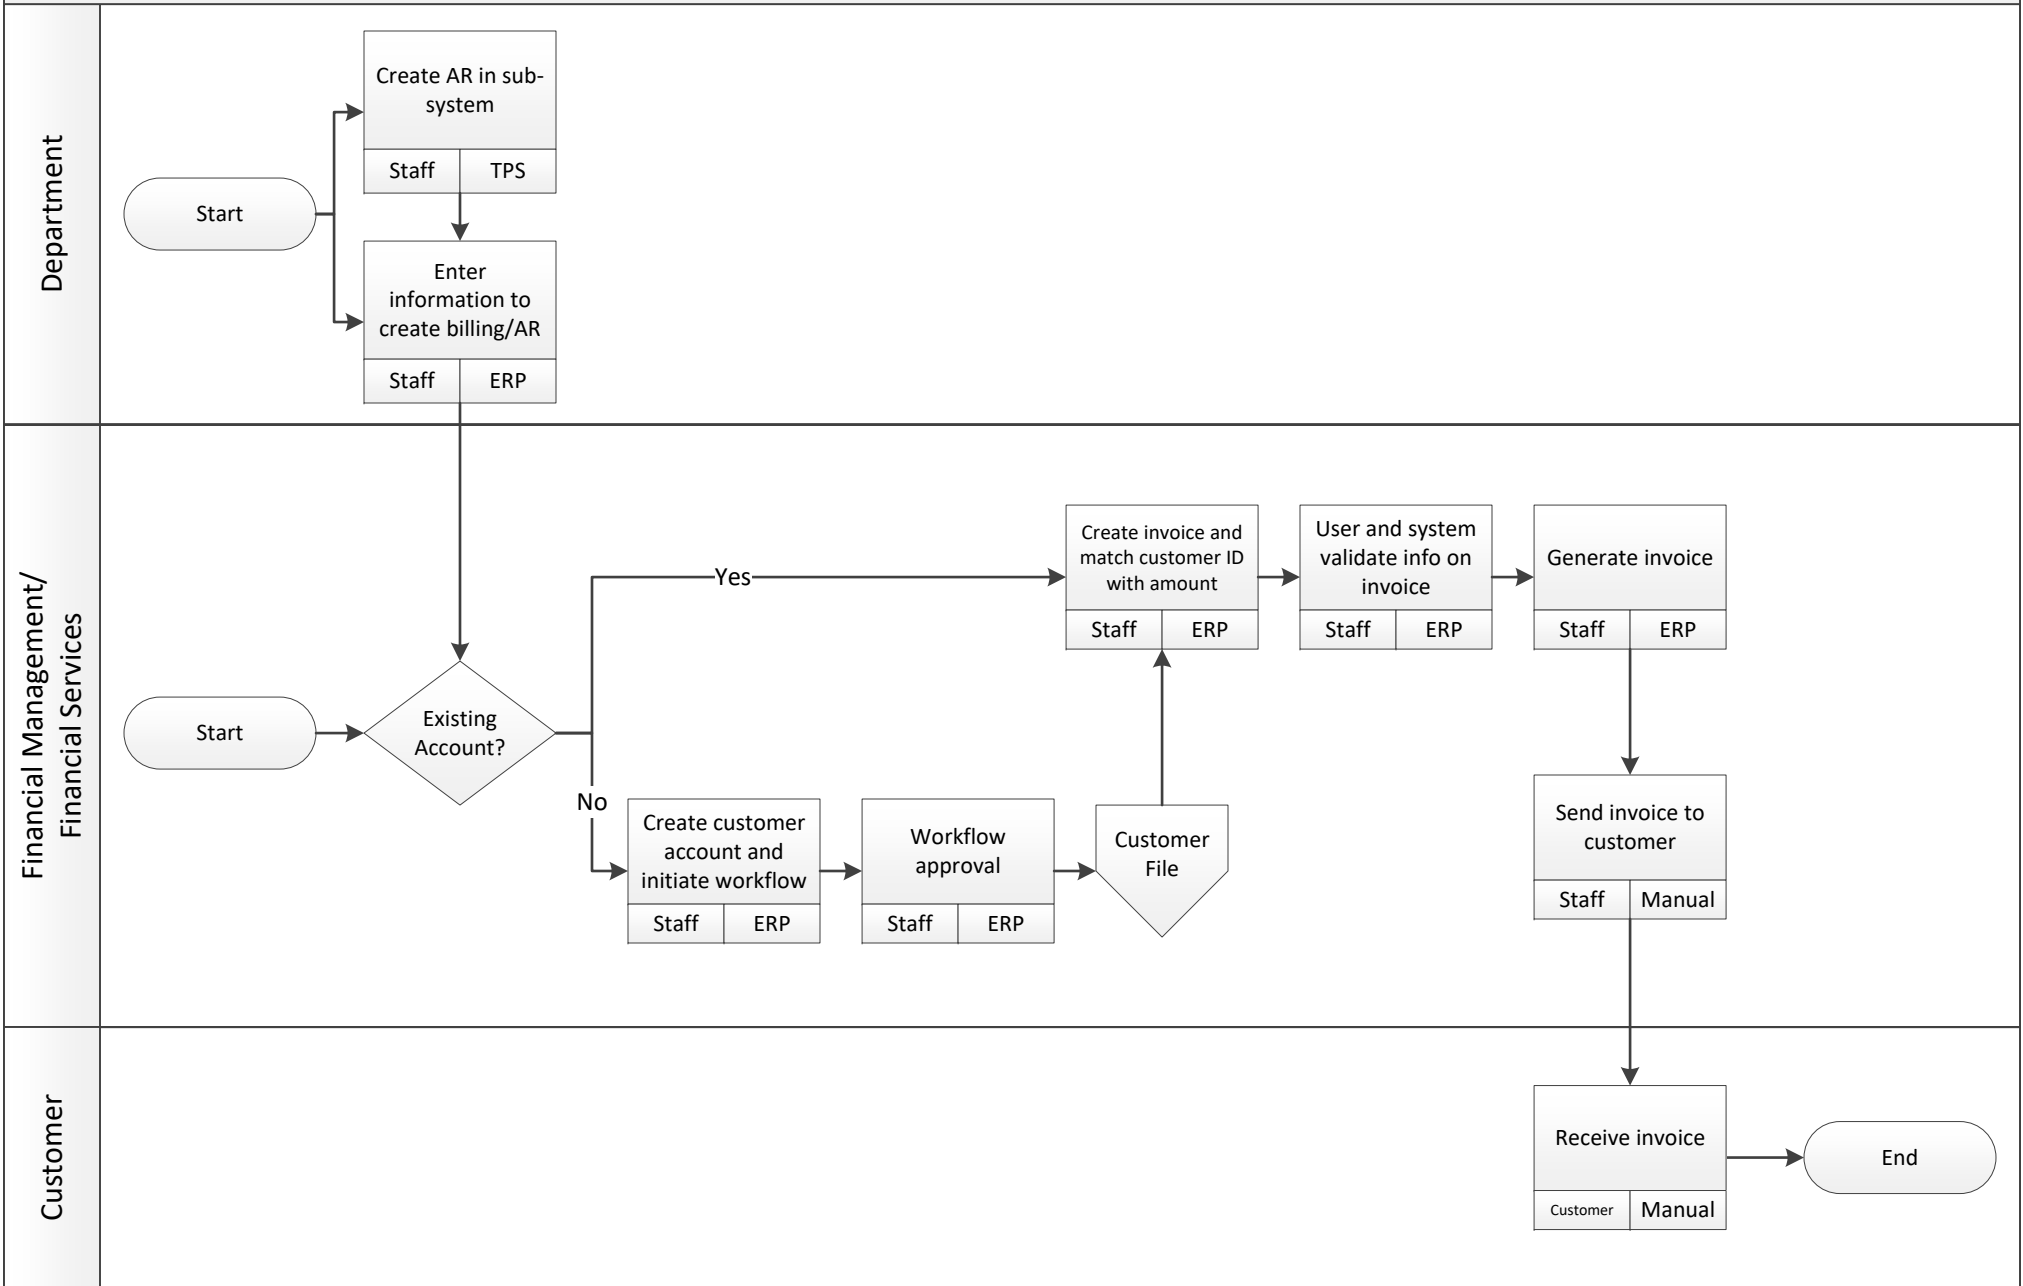 Department
Create AR in sub-
system
Staff
TPS
Start
Enter
information to
create billing/AR
Staff
ERP
Financial Management/
Financial Services
Start
Existing
Account?
Yes
No
Create invoice and
match customer ID
with amount
Staff
ERP
User and system
validate info on
invoice
Staff
ERP
Generate invoice
Staff
ERP
Create customer
account and
initiate workflow
Staff
ERP
Workflow
approval
Staff
ERP
Customer
File
Send invoice to
customer
Staff
Manual
Customer
Receive invoice
Customer
Manual
End